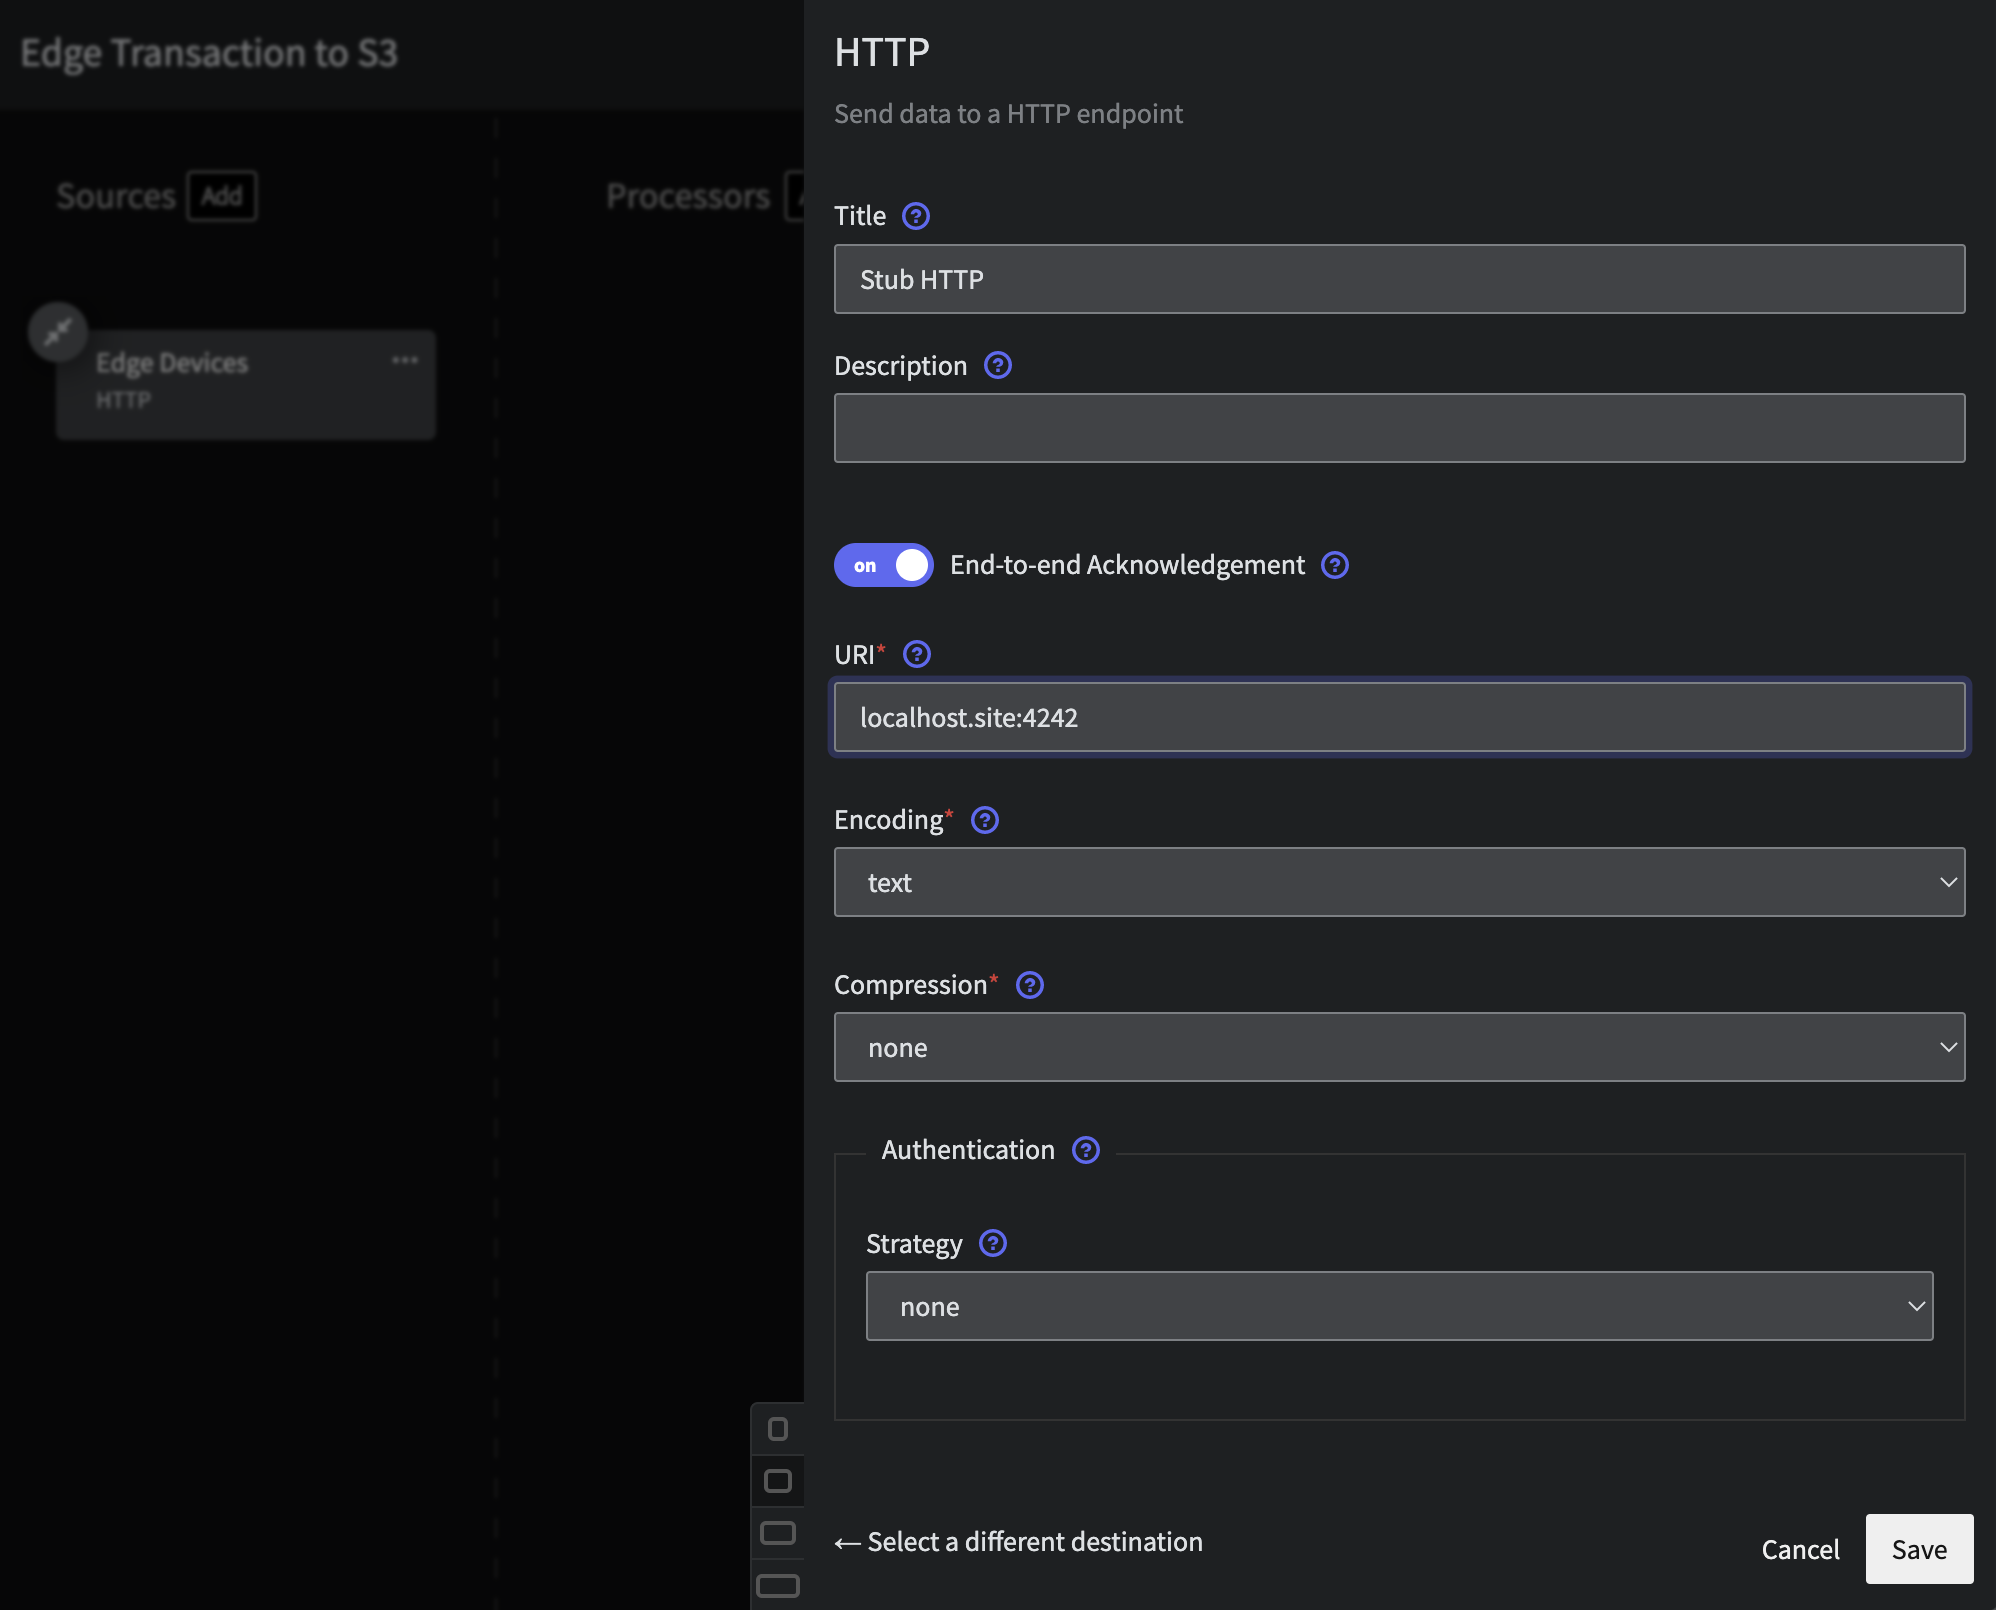 Edge Transaction to S3
Sources Add
Processors
Edge Devices
HTTP
HTTP
Send data to a HTTP endpoint
Title
Stub HTTP
Description
on End-to-end Acknowledgement
URI*
localhost.site:4242
Encoding*
text
Compression*
none
Authentication
Strategy
none
← Select a different destination
Cancel
Save